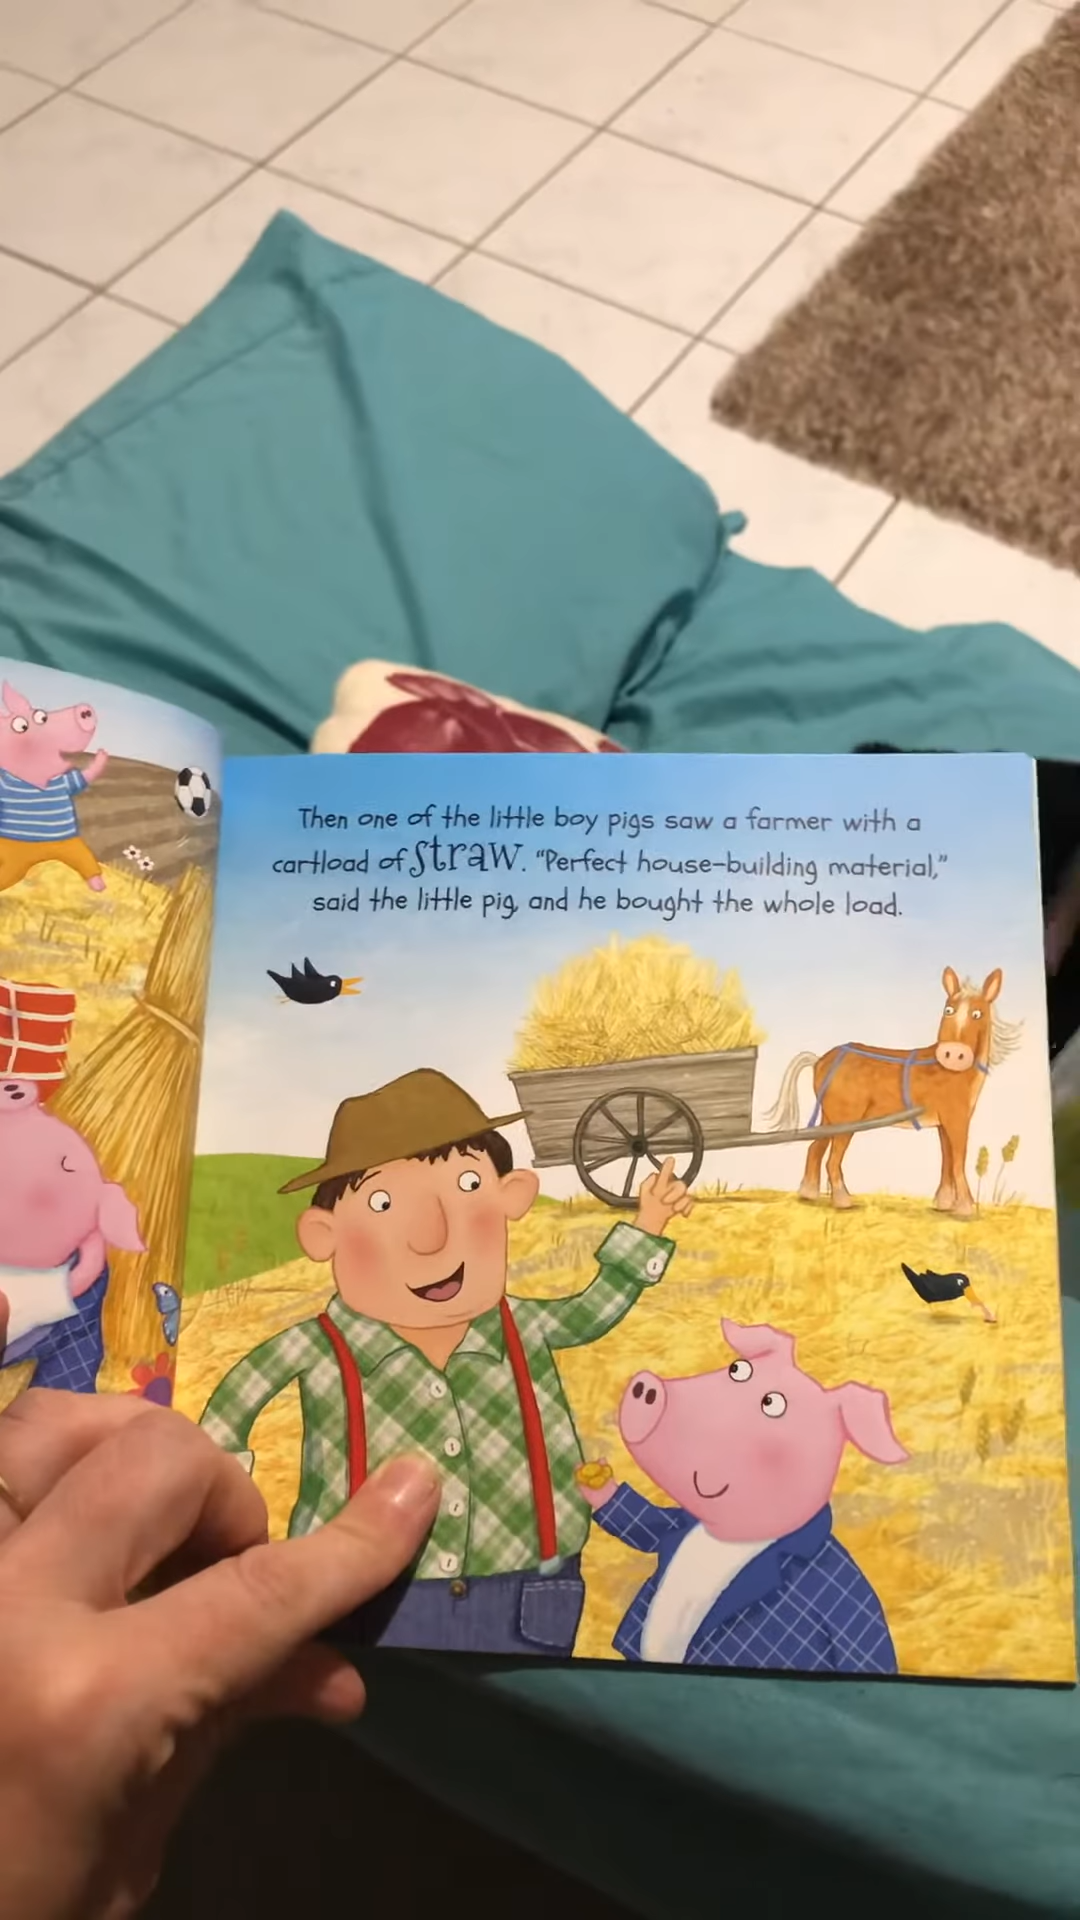 Then one of the little boy pigs saw a farmer with a
cartload of straw. “Perfect house-building material,”
said the little pig, and he bought the whole load.